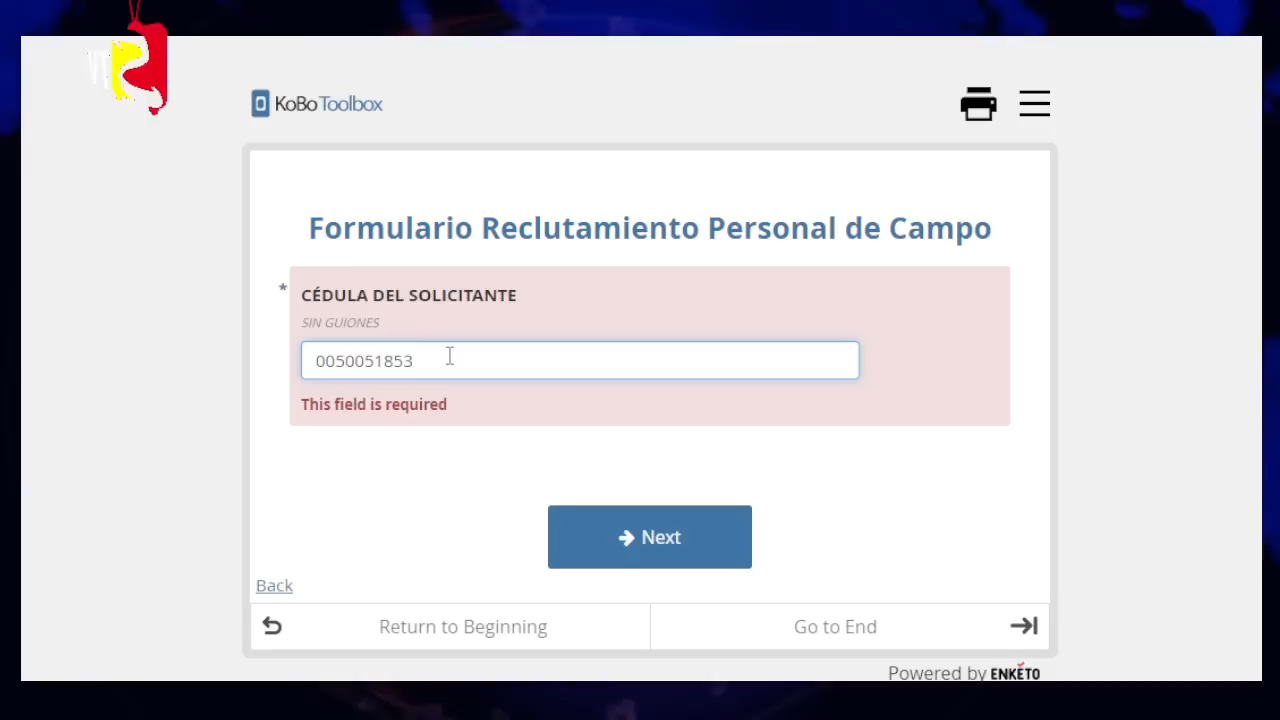 VTV
KoBo Toolbox
Formulario Reclutamiento Personal de Campo
* CÉDULA DEL SOLICITANTE
SIN GUIONES
0050051853
This field is required
Next
Back
Return to Beginning
Go to End
Powered by ENKETO